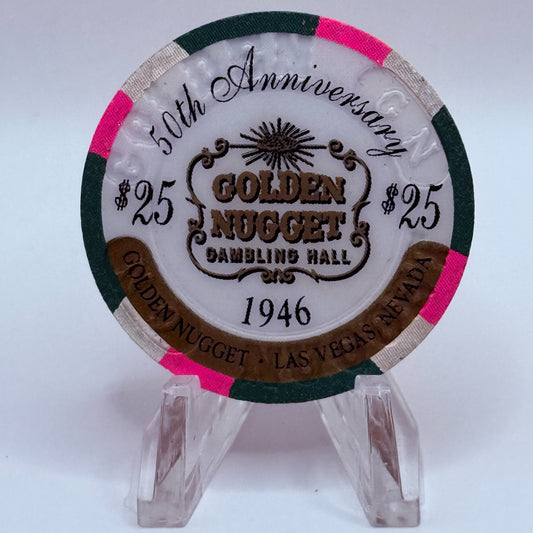 50th Anniversary
$25
$25
GOLDEN
NUGGET
GAMBLING HALL
1946
GOLDEN NUGGET · LAS VEGAS, NEVADA